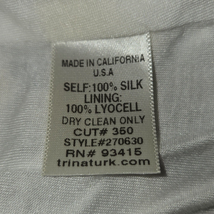 MADE IN CALIFORNIA
U.S.A
SELF:100% SILK
LINING:
100% LYOCELL
DRY CLEAN ONLY
CUT# 350
STYLE#270630
RN# 93415
trinaturk.com